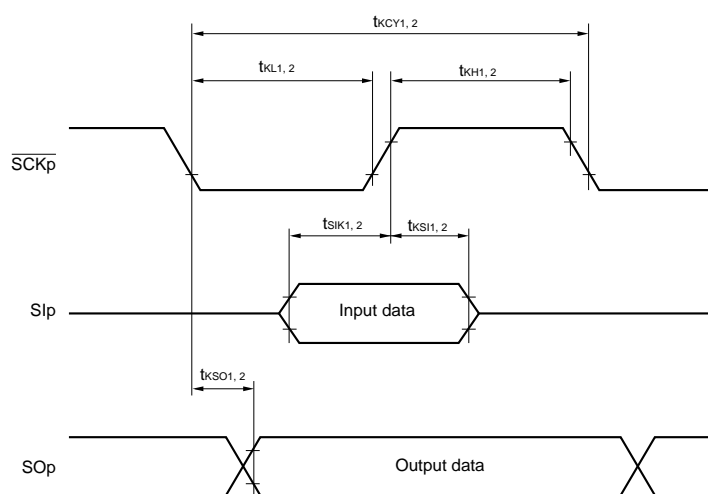 tKCY1, 2
tKL1, 2
tKH1, 2
SCKp
tSIK1, 2
tKSI1, 2
SIp
Input data
tKSO1, 2
SOp
Output data